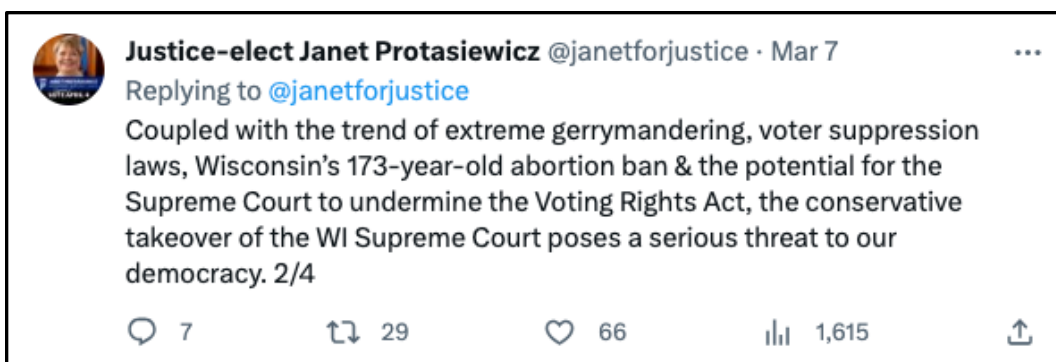 Justice-elect Janet Protasiewicz @janetforjustice · Mar 7
Replying to @janetforjustice
Coupled with the trend of extreme gerrymandering, voter suppression
laws, Wisconsin's 173-year-old abortion ban & the potential for the
Supreme Court to undermine the Voting Rights Act, the conservative
takeover of the WI Supreme Court poses a serious threat to our
democracy. 2/4
7 29 66 1,615